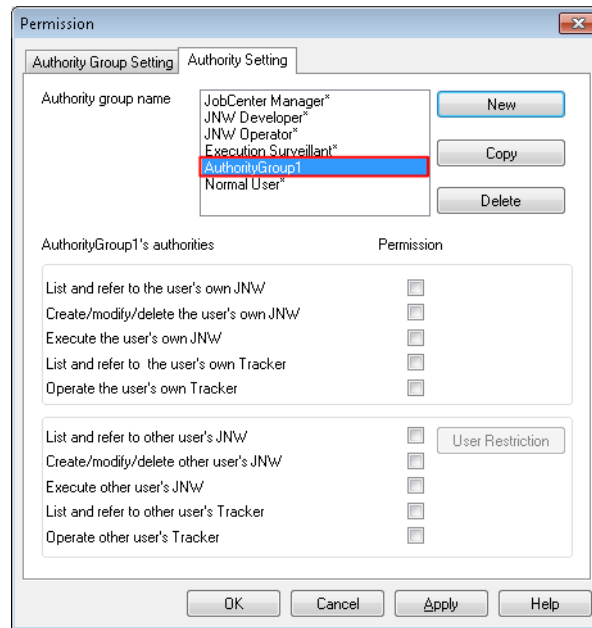 Permission
Authority Group Setting
Authority Setting
Authority group name
JobCenter Manager*
JNW Developer*
JNW Operator*
Execution Surveillant*
AuthorityGroup1
Normal User*
New
Copy
Delete
AuthorityGroup1's authorities
Permission
List and refer to the user's own JNW
Create/modify/delete the user's own JNW
Execute the user's own JNW
List and refer to  the user's own Tracker
Operate the user's own Tracker
List and refer to other user's JNW
User Restriction
Create/modify/delete other user's JNW
Execute other user's JNW
List and refer to other user's Tracker
Operate other user's Tracker
OK
Cancel
Apply
Help